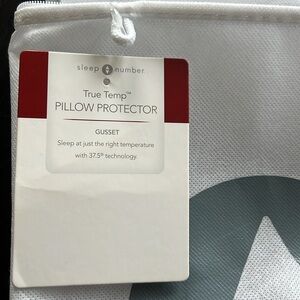 sleep number
True Temp™
PILLOW PROTECTOR
GUSSET
Sleep at just the right temperature
with 37.5® technology.